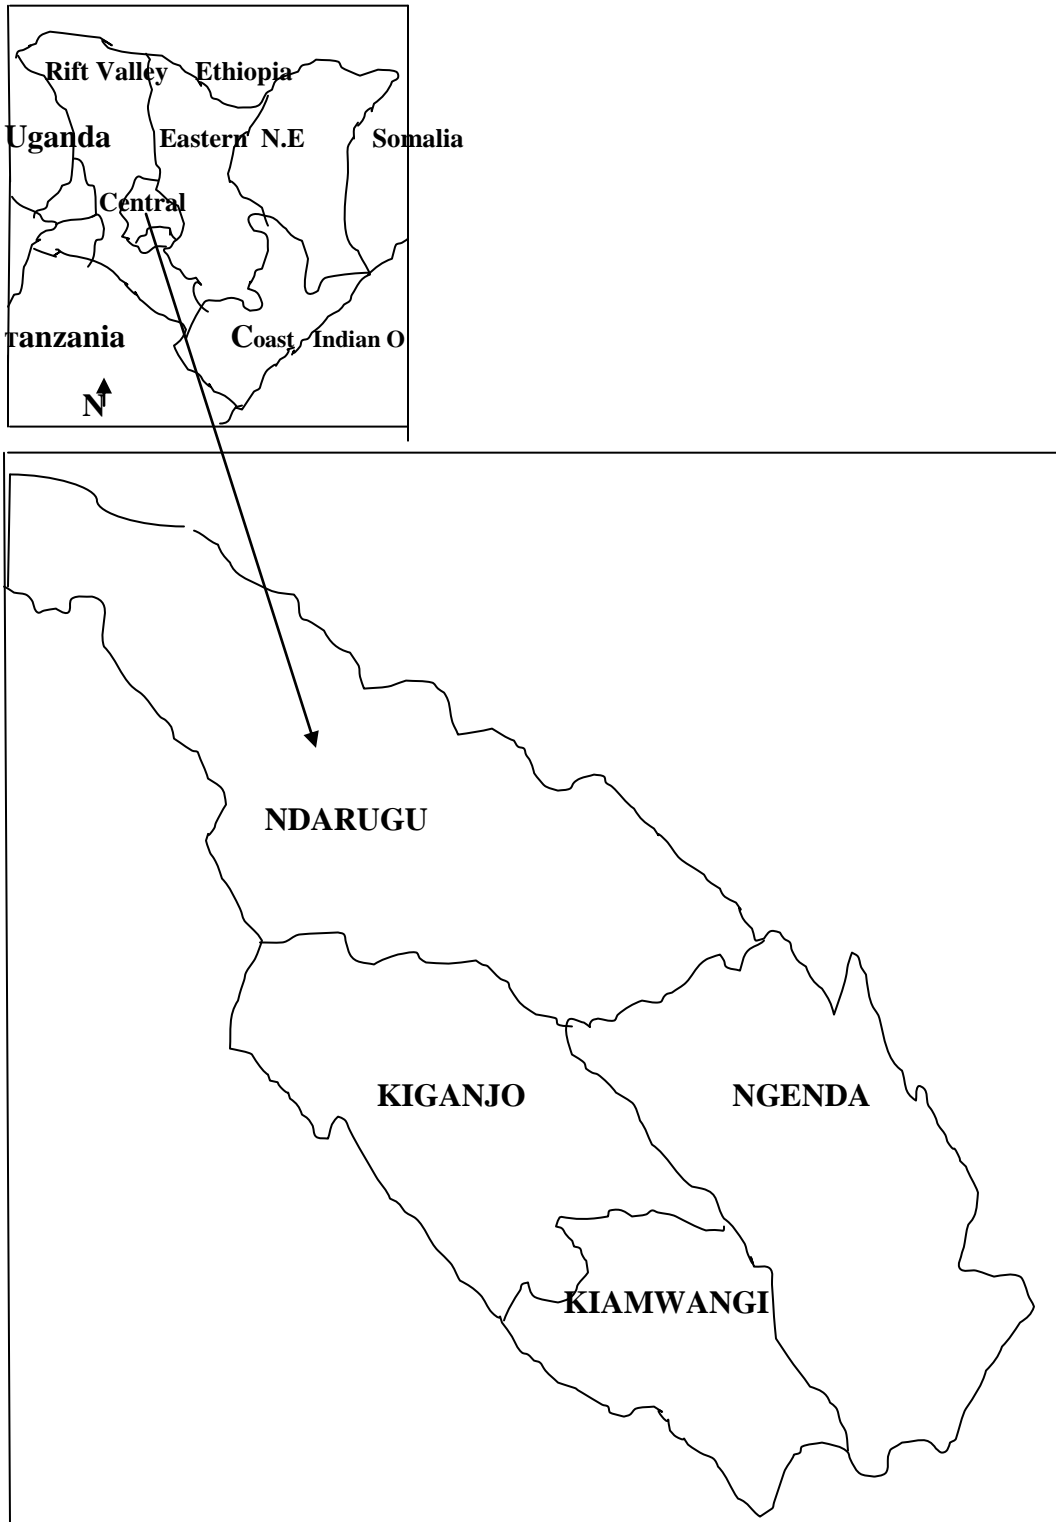 Rift Valley Ethiopia
Uganda Eastern N.E Somalia
Central
Tanzania Coast Indian O
N
NDARUGU
KIGANJO NGENDA
KIAMWANGI